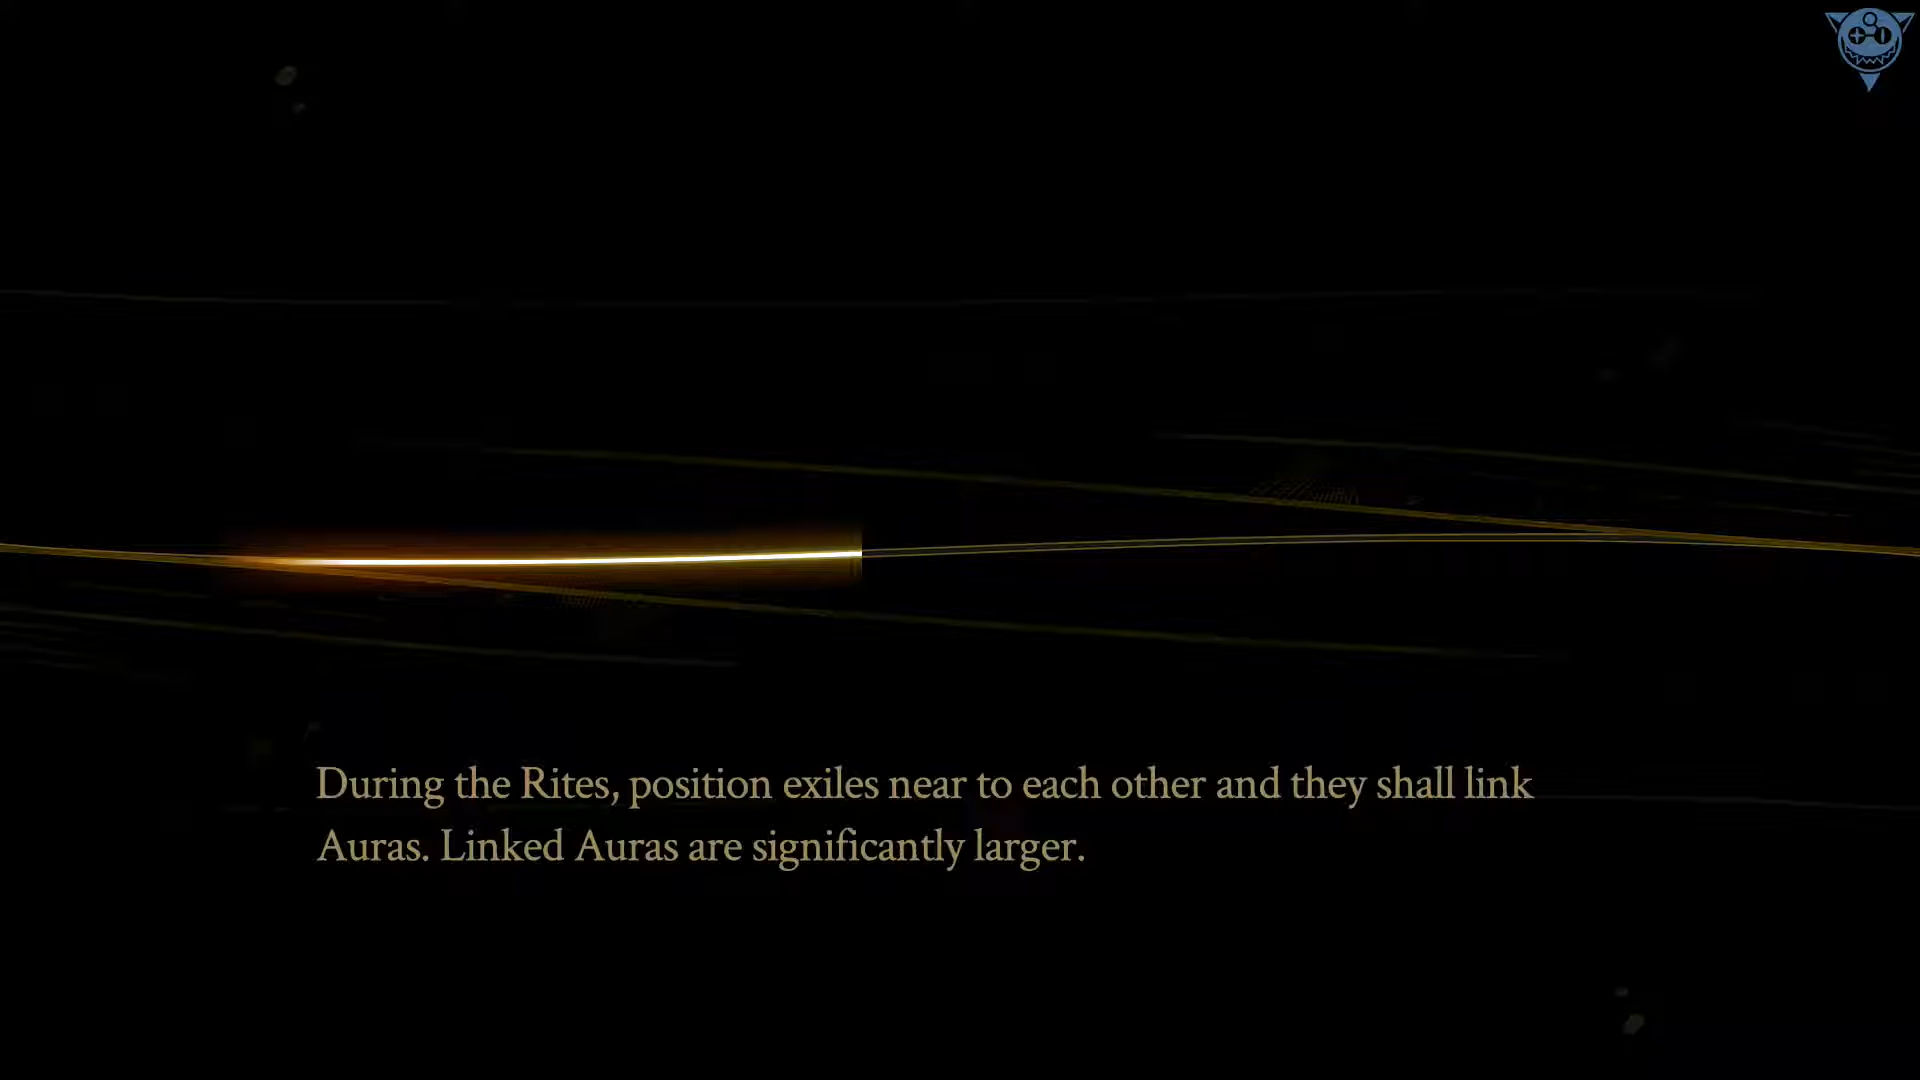 During the Rites, position exiles near to each other and they shall link
Auras. Linked Auras are significantly larger.